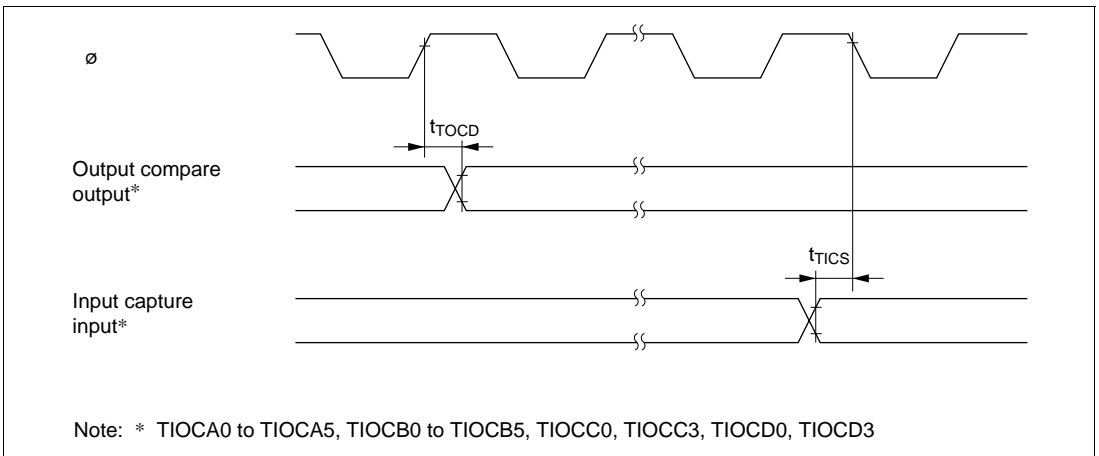 ø
tTOCD
Output compare
output*
tTICS
Input capture
input*
Note: * TIOCA0 to TIOCA5, TIOCB0 to TIOCB5, TIOCC0, TIOCC3, TIOCD0, TIOCD3